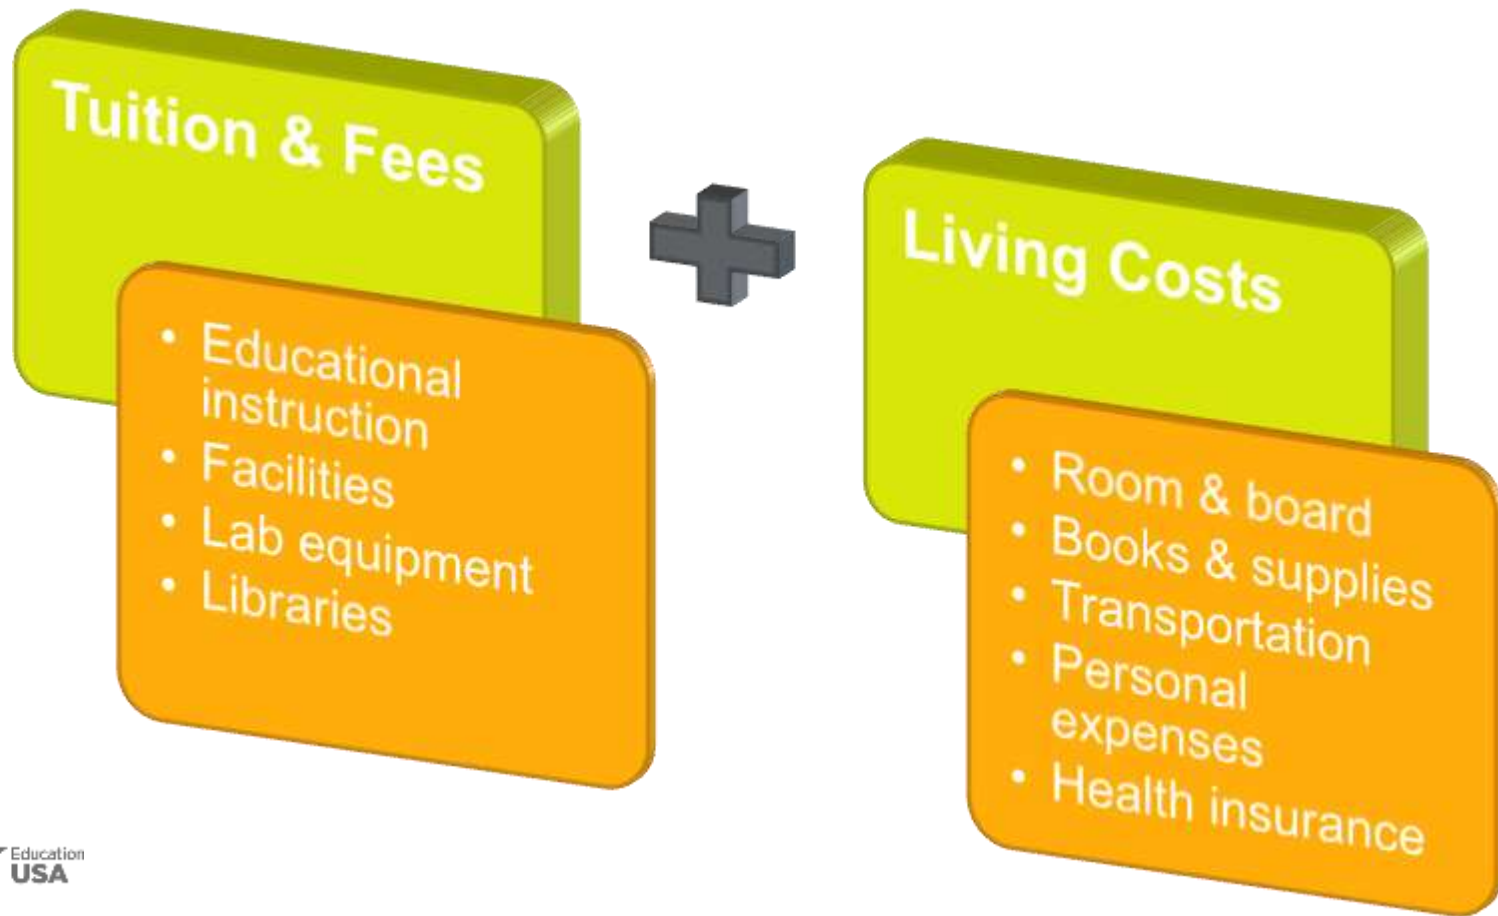 Tuition & Fees
• Educational
instruction
• Facilities
• Lab equipment
• Libraries
Living Costs
• Room & board
• Books & supplies
• Transportation
• Personal
expenses
• Health insurance
Education
USA